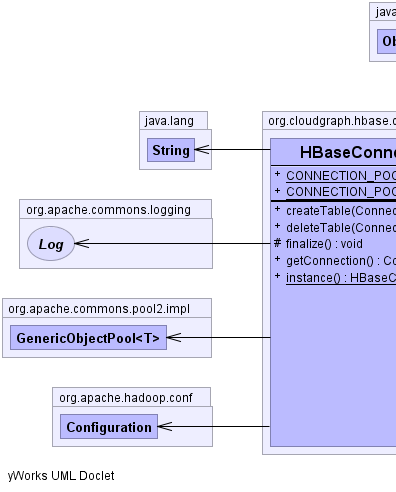 java
Ob
java.lang
String
org.cloudgraph.hbase.c
HBaseConne
+ CONNECTION_POO
+ CONNECTION_POO
+ createTable(Connec
+ deleteTable(Connec
# finalize() : void
+ getConnection() : Co
+ instance() : HBaseC
org.apache.commons.logging
Log
org.apache.commons.pool2.impl
GenericObjectPool<T>
org.apache.hadoop.conf
Configuration
yWorks UML Doclet